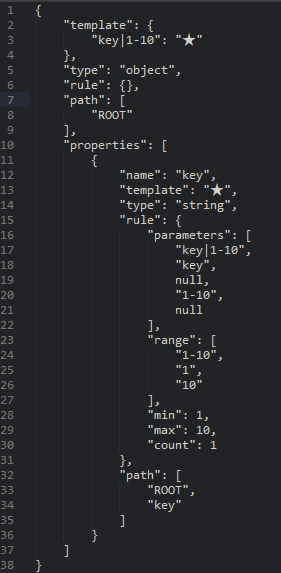 1 {
2 "template": {
3 "key|1-10": "★"
4 },
5 "type": "object",
6 "rule": {},
7 "path": [
8 "ROOT"
9 ],
10 "properties": [
11 {
12 "name": "key",
13 "template": "★",
14 "type": "string",
15 "rule": {
16 "parameters": [
17 "key|1-10",
18 "key",
19 null,
20 "1-10",
21 null
22 ],
23 "range": [
24 "1-10",
25 "1",
26 "10"
27 ],
28 "min": 1,
29 "max": 10,
30 "count": 1
31 },
32 "path": [
33 "ROOT",
34 "key"
35 ]
36 }
37 ]
38 }